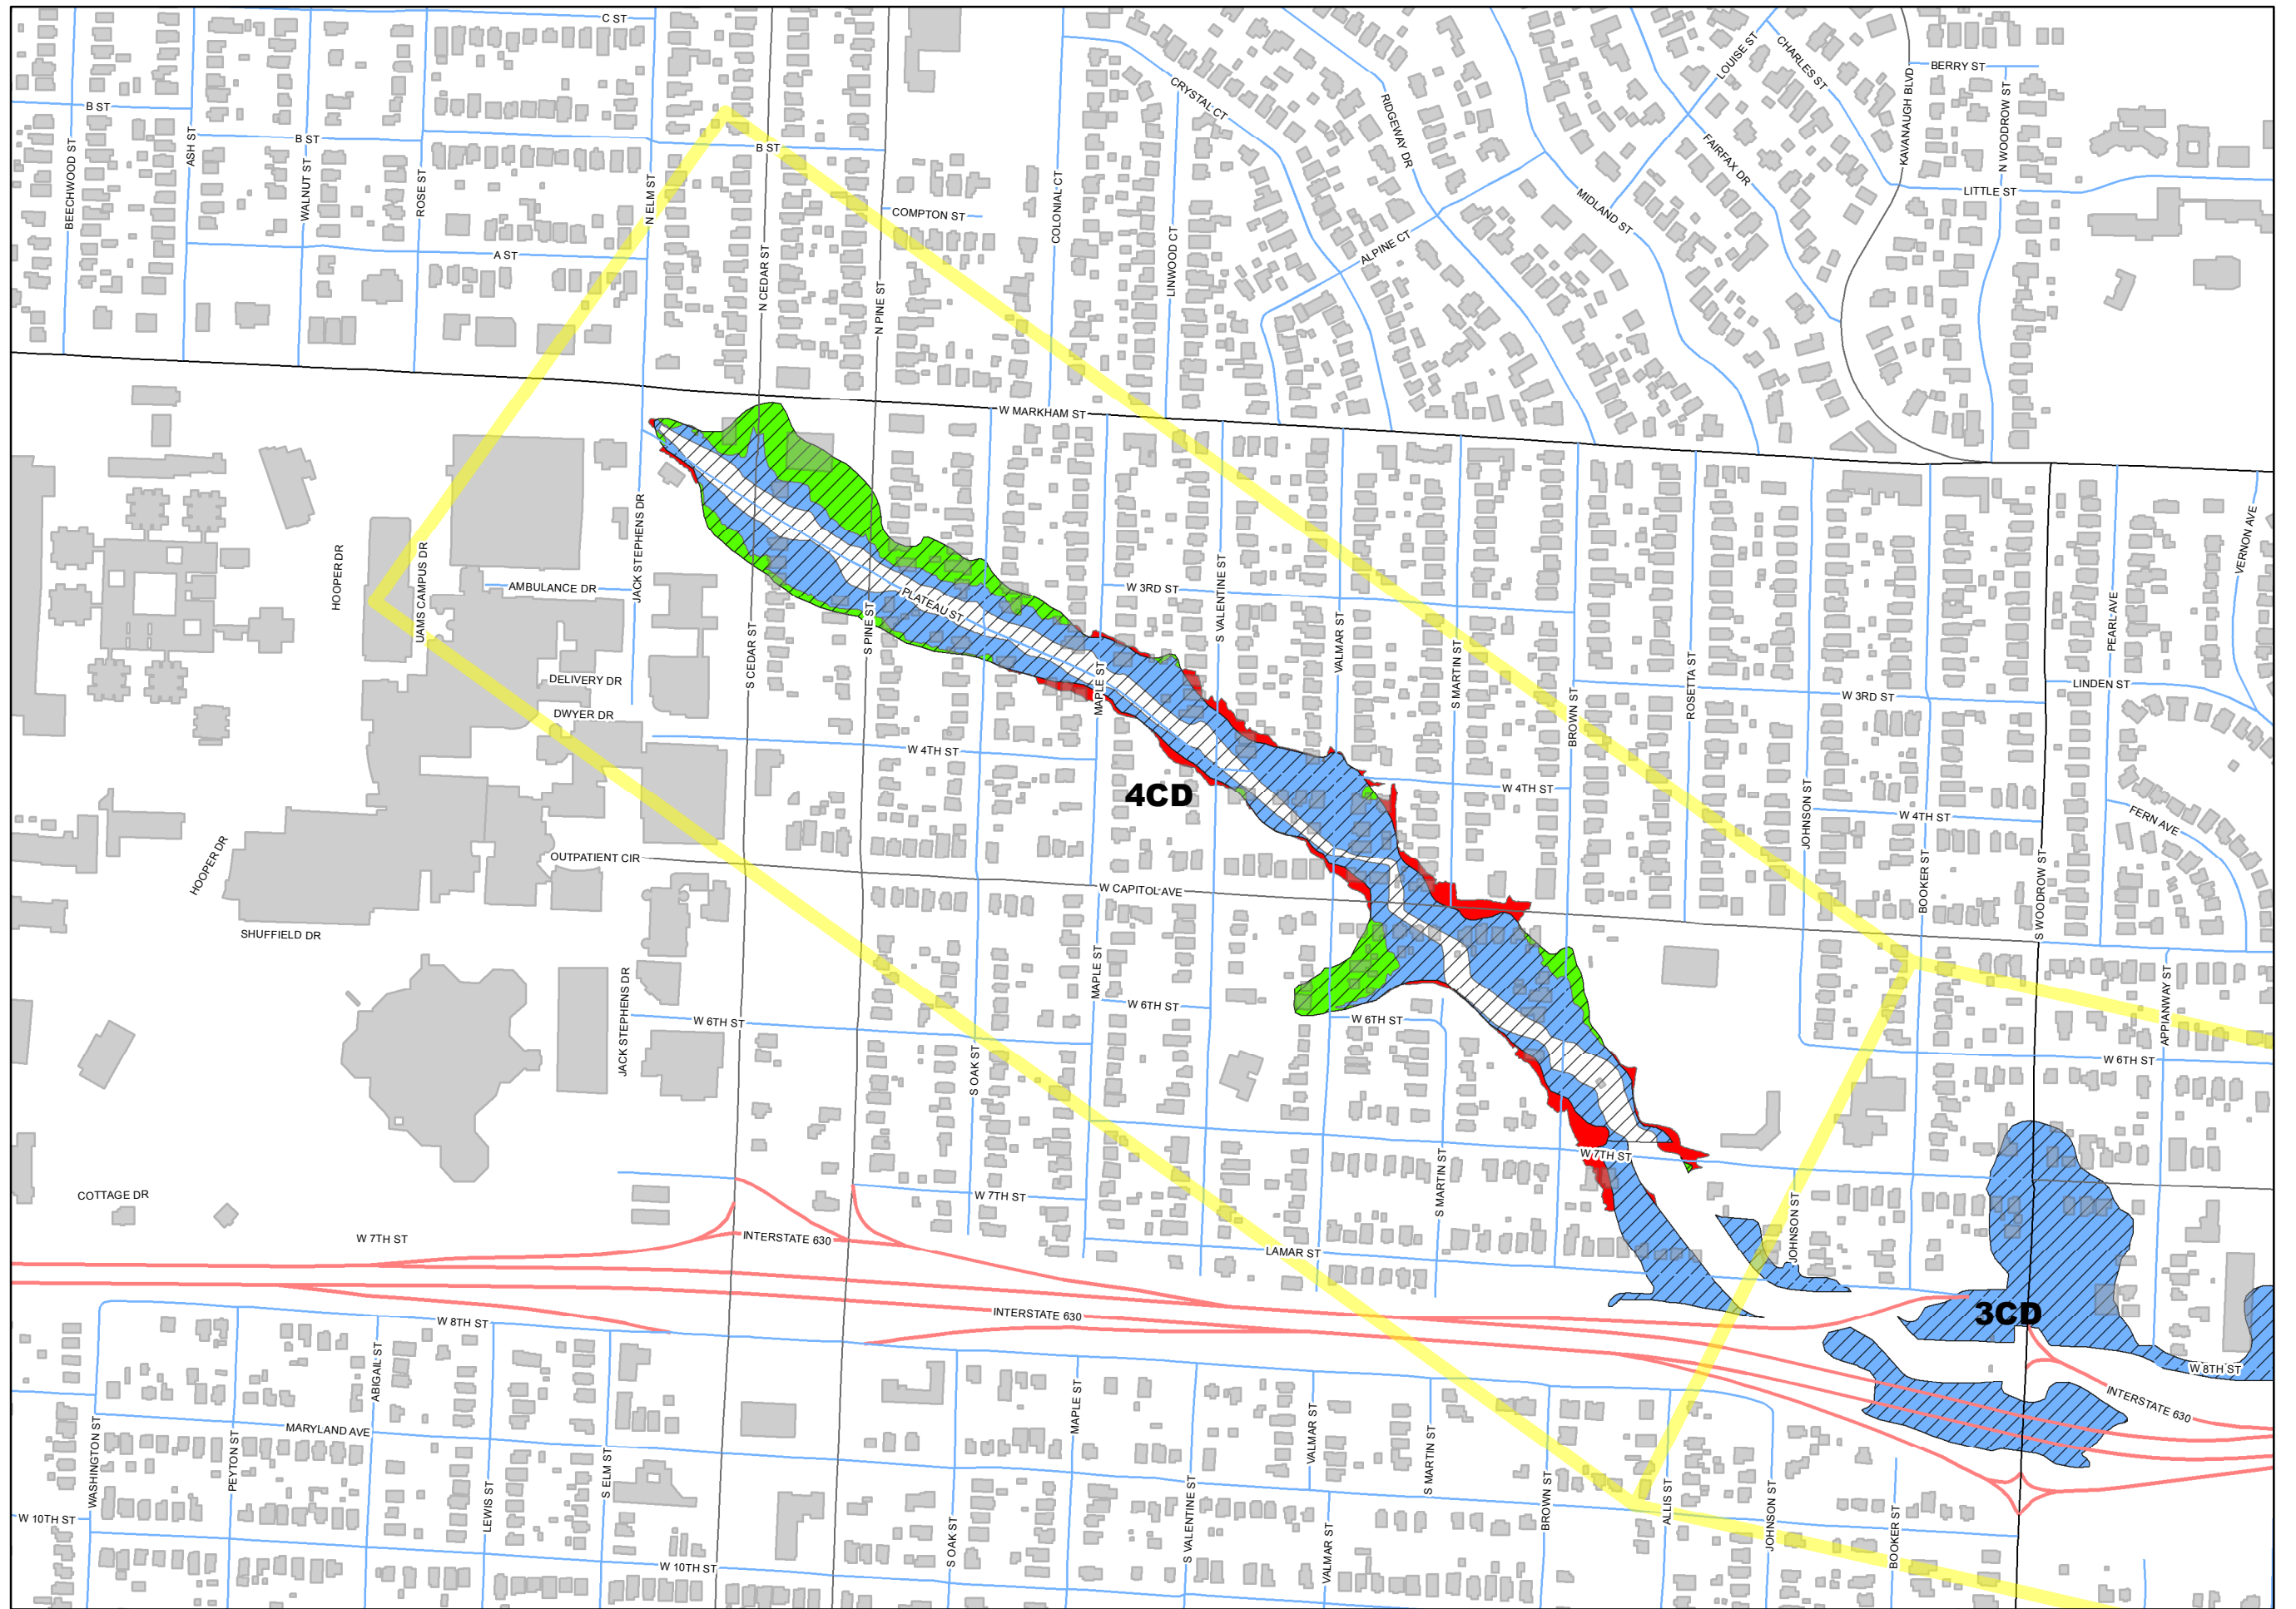 C ST
BERRY ST
B ST
B ST
B ST
BEECHWOOD ST
ASH ST
WALNUT ST
ROSE ST
N ELM ST
A ST
N CEDAR ST
N PINE ST
COMPTON ST
COLONIAL CT
LINWOOD CT
CRYSTAL CT
RIDGEWAY DR
ALPINE CT
MIDLAND ST
LOUISE ST
CHARLES ST
FAIRFAX DR
KAVANAUGH BLVD
N WOODROW ST
LITTLE ST
W MARKHAM ST
HOOPER DR
UAMS CAMPUS DR
AMBULANCE DR
JACK STEPHENS DR
DELIVERY DR
DWYER DR
S CEDAR ST
S PINE ST
PLATEAU ST
MAPLE ST
W 3RD ST
S VALENTINE ST
VALMAR ST
S MARTIN ST
BROWN ST
ROSETTA ST
W 3RD ST
LINDEN ST
PEARL AVE
VERNON AVE
W 4TH ST
4CD
W 4TH ST
JOHNSON ST
W 4TH ST
FERN AVE
HOOPER DR
OUTPATIENT CIR
W CAPITOL AVE
BOOKER ST
S WOODROW ST
SHUFFIELD DR
JACK STEPHENS DR
MAPLE ST
W 6TH ST
W 6TH ST
W 6TH ST
APPIANWAY ST
W 6TH ST
S OAK ST
W 7TH ST
S MARTIN ST
COTTAGE DR
W 7TH ST
W 7TH ST
INTERSTATE 630
LAMAR ST
JOHNSON ST
INTERSTATE 630
3CD
W 8TH ST
W 8TH ST
INTERSTATE 630
ABIGAIL ST
MAPLE ST
WASHINGTON ST
MARYLAND AVE
PEYTON ST
LEWIS ST
S ELM ST
S OAK ST
S VALENTINE ST
VALMAR ST
S MARTIN ST
BROWN ST
ALLIS ST
JOHNSON ST
BOOKER ST
VALMAR ST
W 10TH ST
W 10TH ST